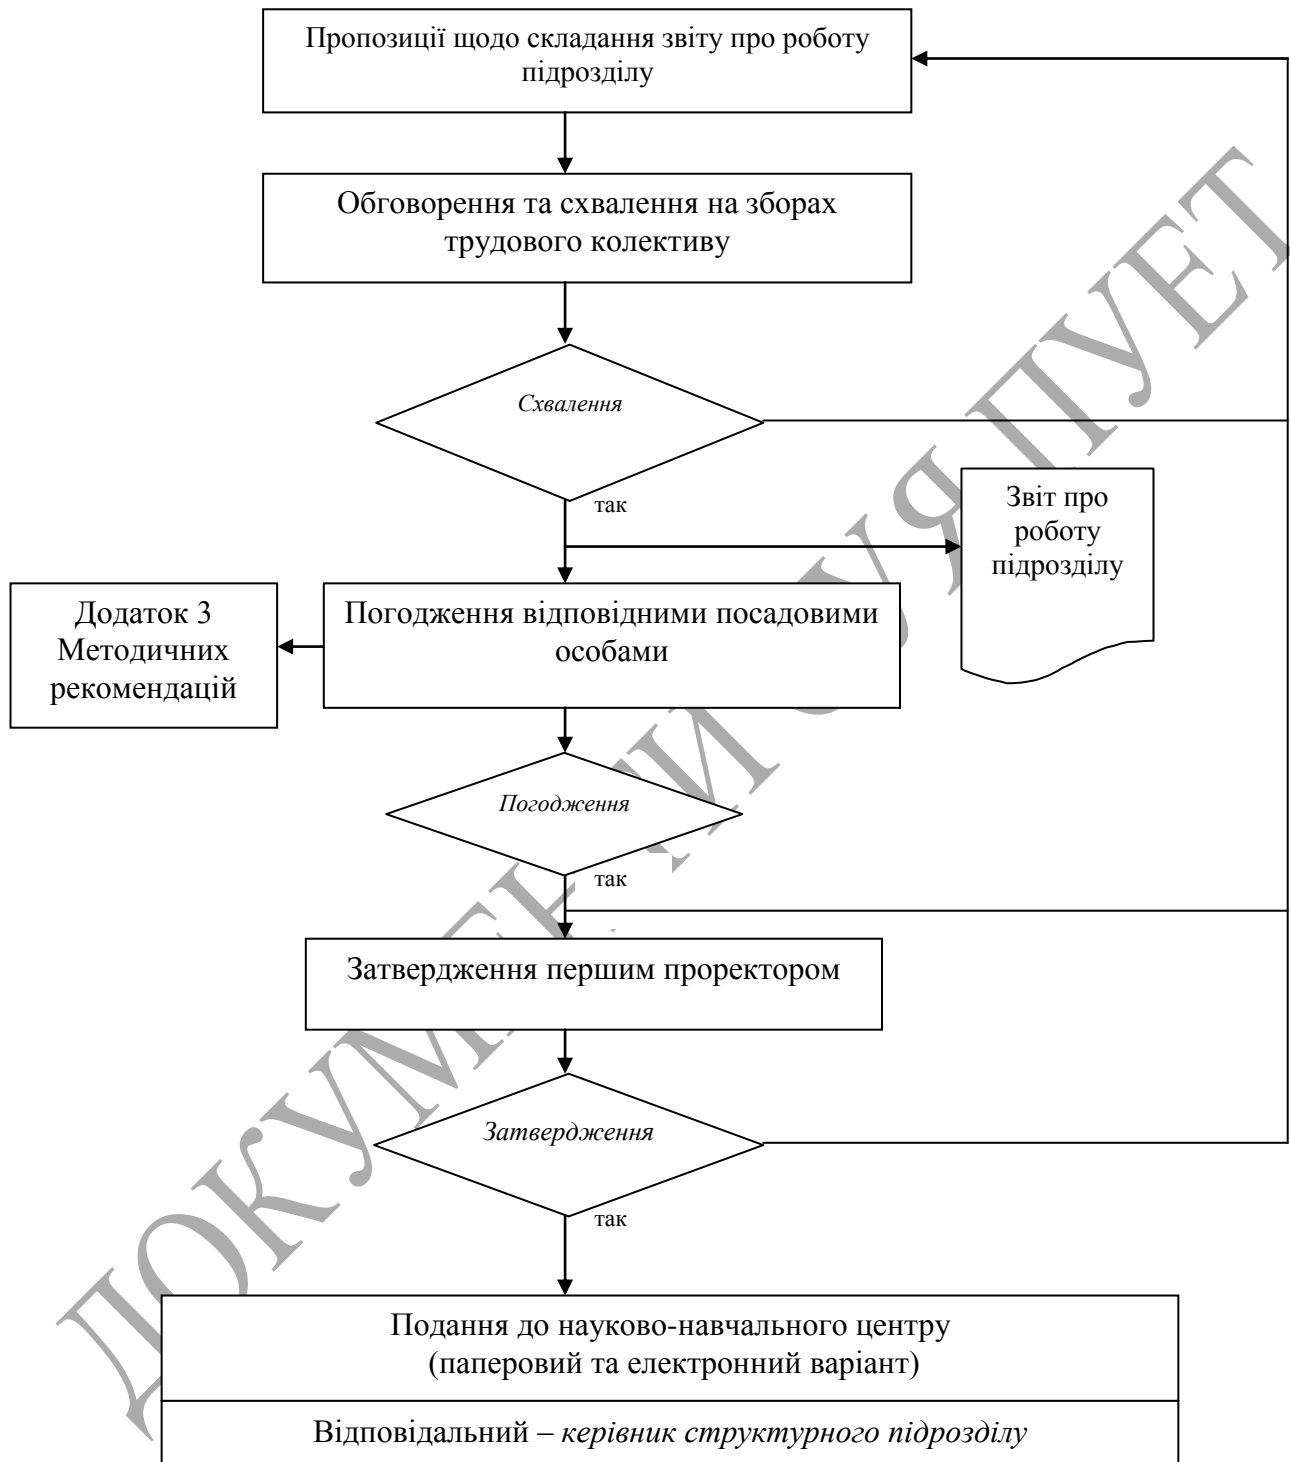 Пропозиції щодо складання звіту про роботу
підрозділу
Обговорення та схвалення на зборах
трудового колективу
Схвалення
так
Звіт про
роботу
підрозділу
Додаток 3
Методичних
рекомендацій
Погодження відповідними посадовими
особами
Погодження
так
Затвердження першим проректором
Затвердження
так
Подання до науково-навчального центру
(паперовий та електронний варіант)
Відповідальний – керівник структурного підрозділу
ПУЕТ